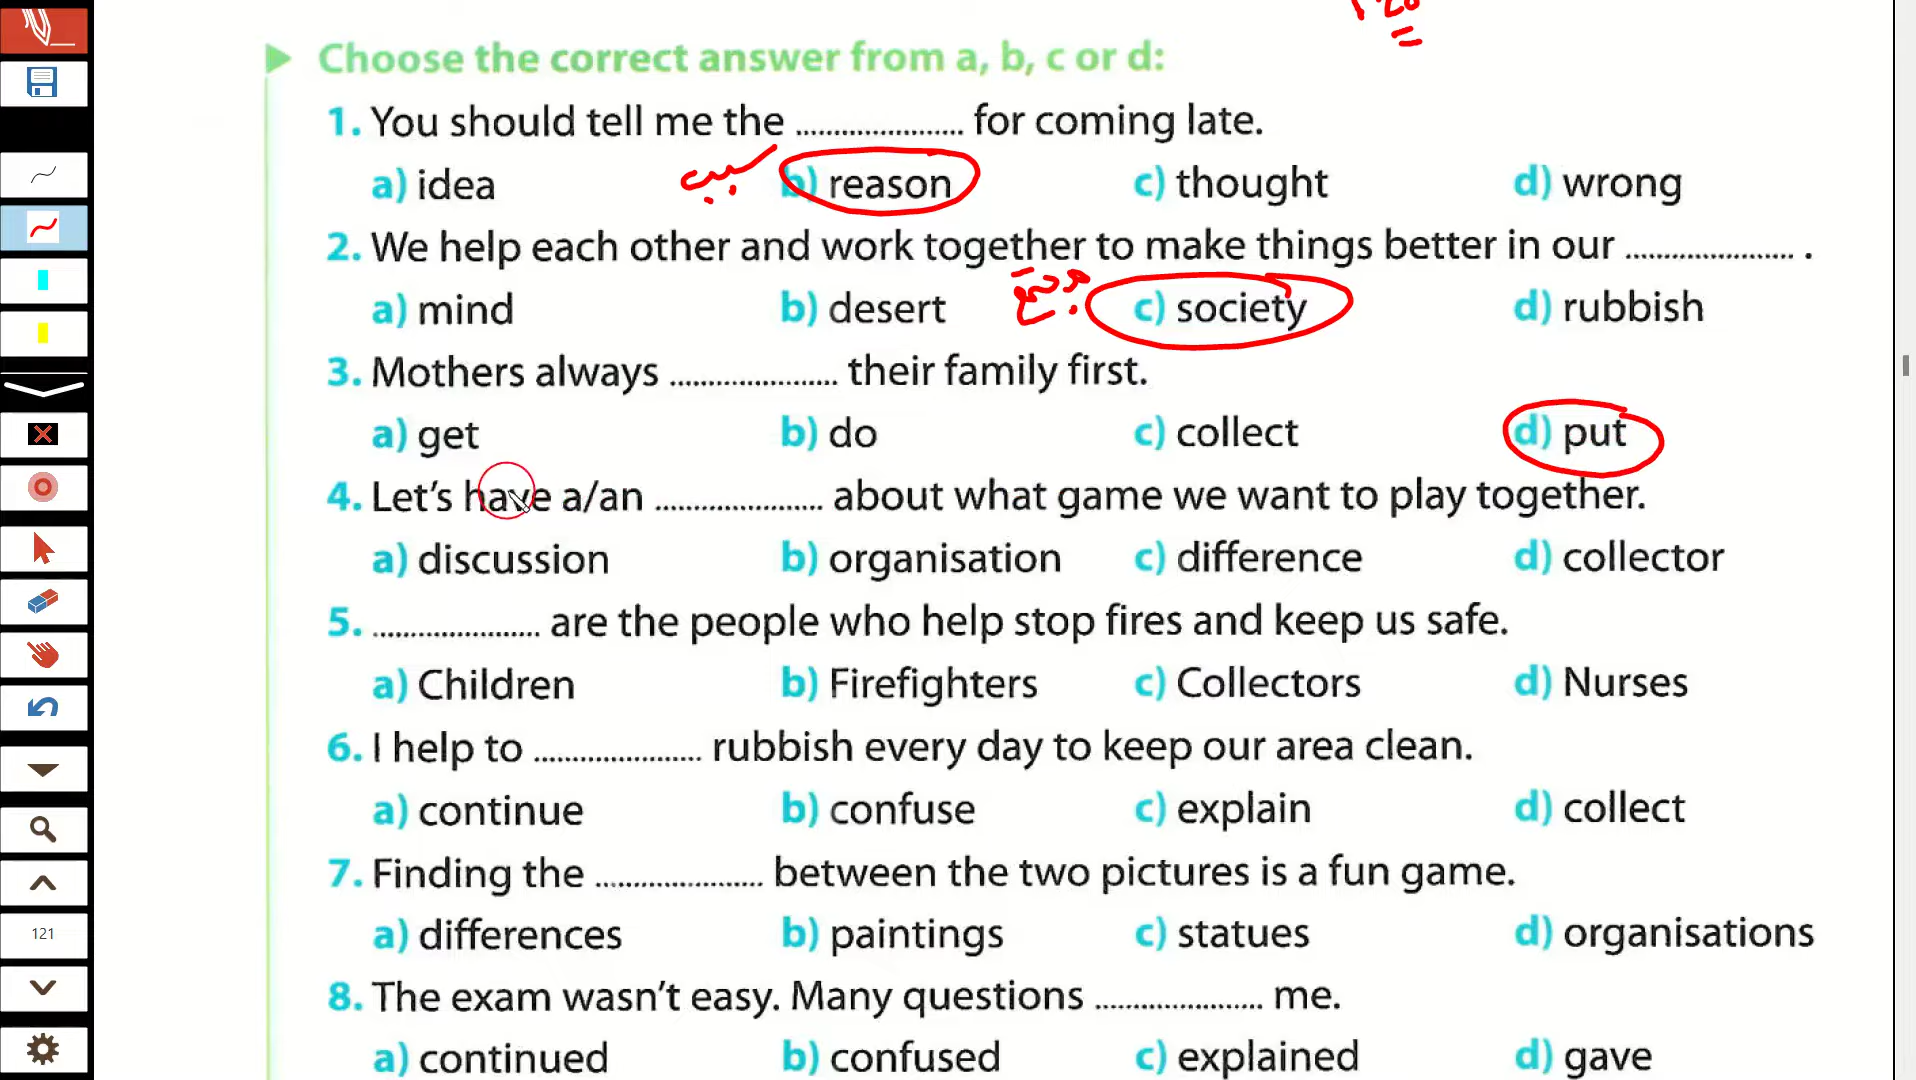 Choose the correct answer from a, b, c or d:
1. You should tell me the ...................... for coming late.
a) idea سبب b) reason c) thought d) wrong
2. We help each other and work together to make things better in our ...................... .
a) mind b) desert مجتمع c) society d) rubbish
3. Mothers always ...................... their family first.
a) get b) do c) collect d) put
4. Let's have a/an ...................... about what game we want to play together.
a) discussion b) organisation c) difference d) collector
5. ...................... are the people who help stop fires and keep us safe.
a) Children b) Firefighters c) Collectors d) Nurses
6. I help to ...................... rubbish every day to keep our area clean.
a) continue b) confuse c) explain d) collect
7. Finding the ...................... between the two pictures is a fun game.
a) differences b) paintings c) statues d) organisations
8. The exam wasn't easy. Many questions ...................... me.
a) continued b) confused c) explained d) gave
121